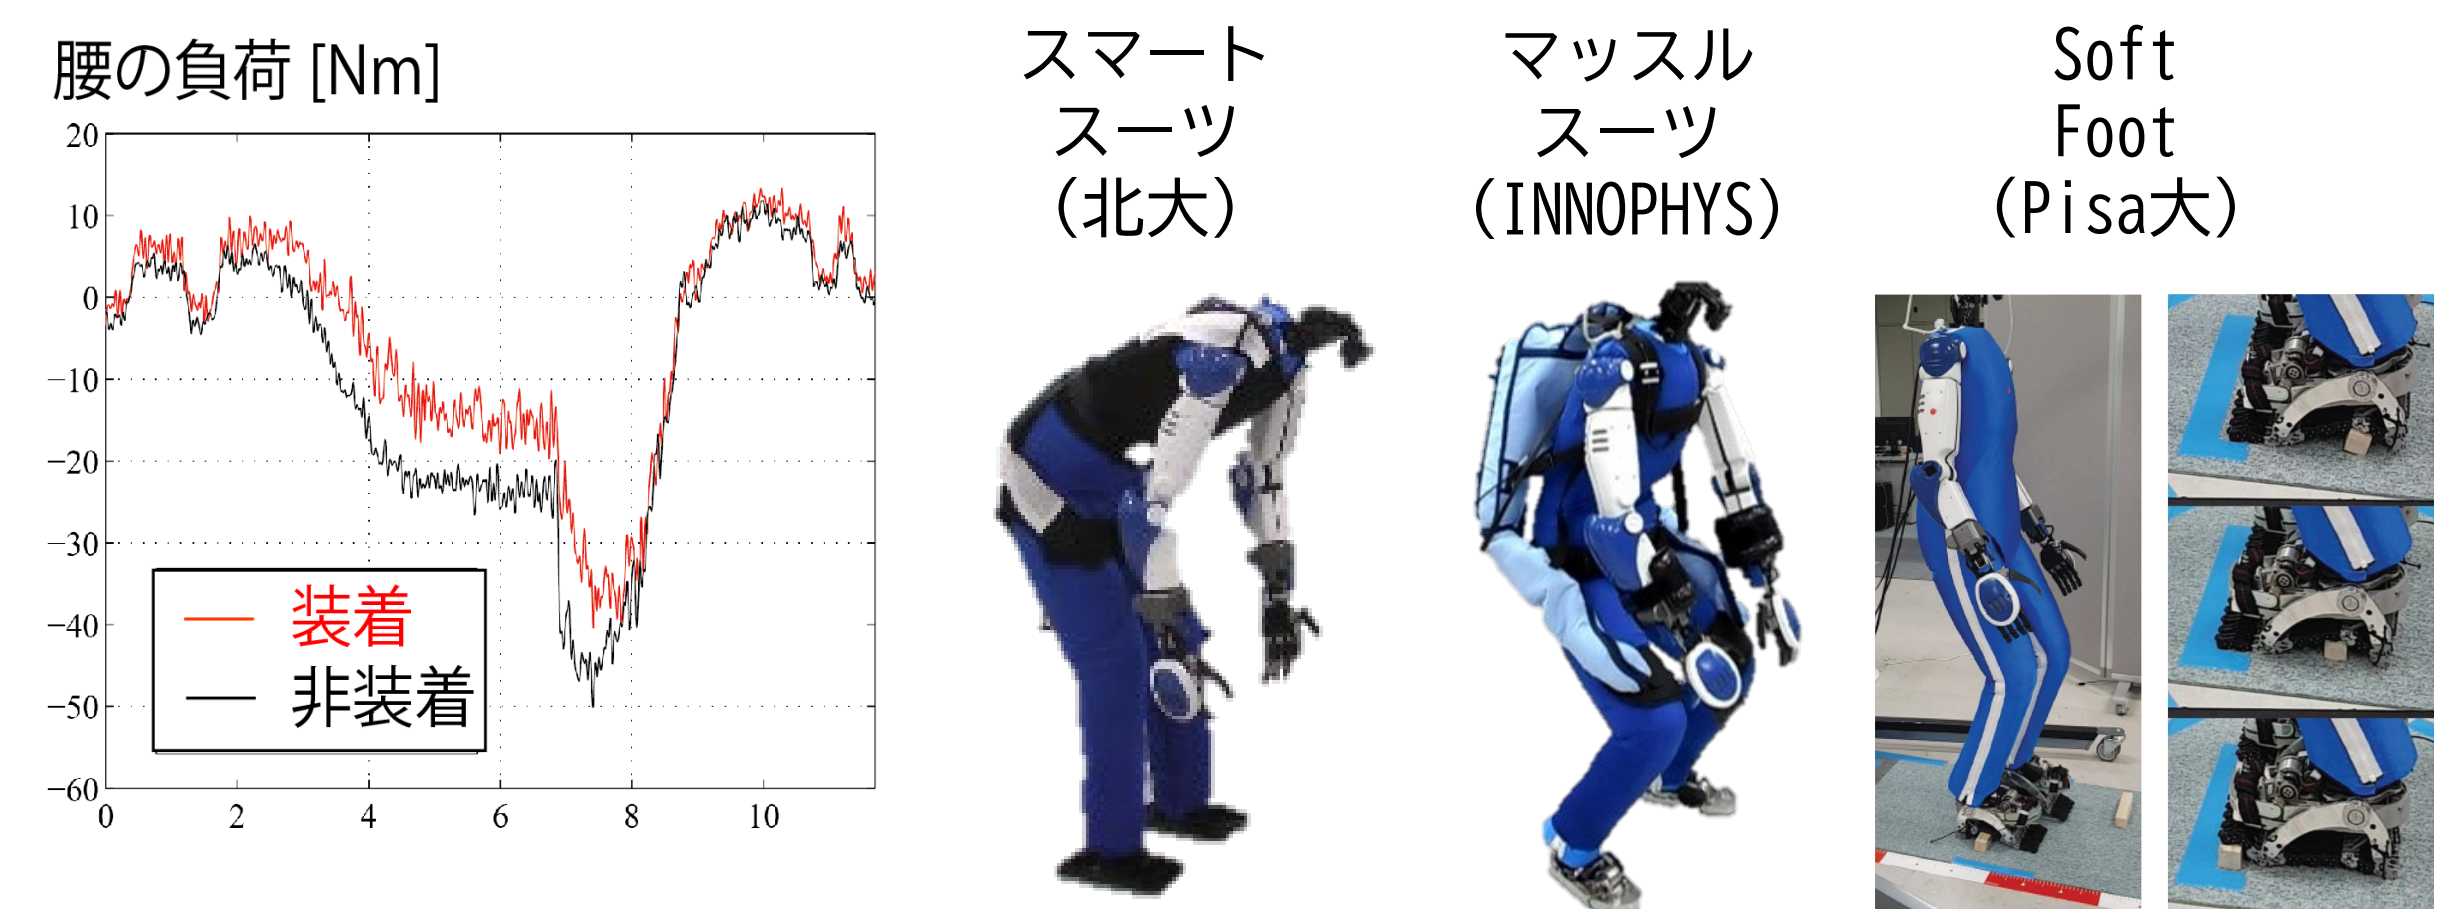 腰の負荷 [Nm]
20
10
0
−10
−20
−30
−40
−50
−60
0 2 4 6 8 10
装着
非装着
スマート
スーツ
(北大)
マッスル
スーツ
(INNOPHYS)
Soft
Foot
(Pisa大)